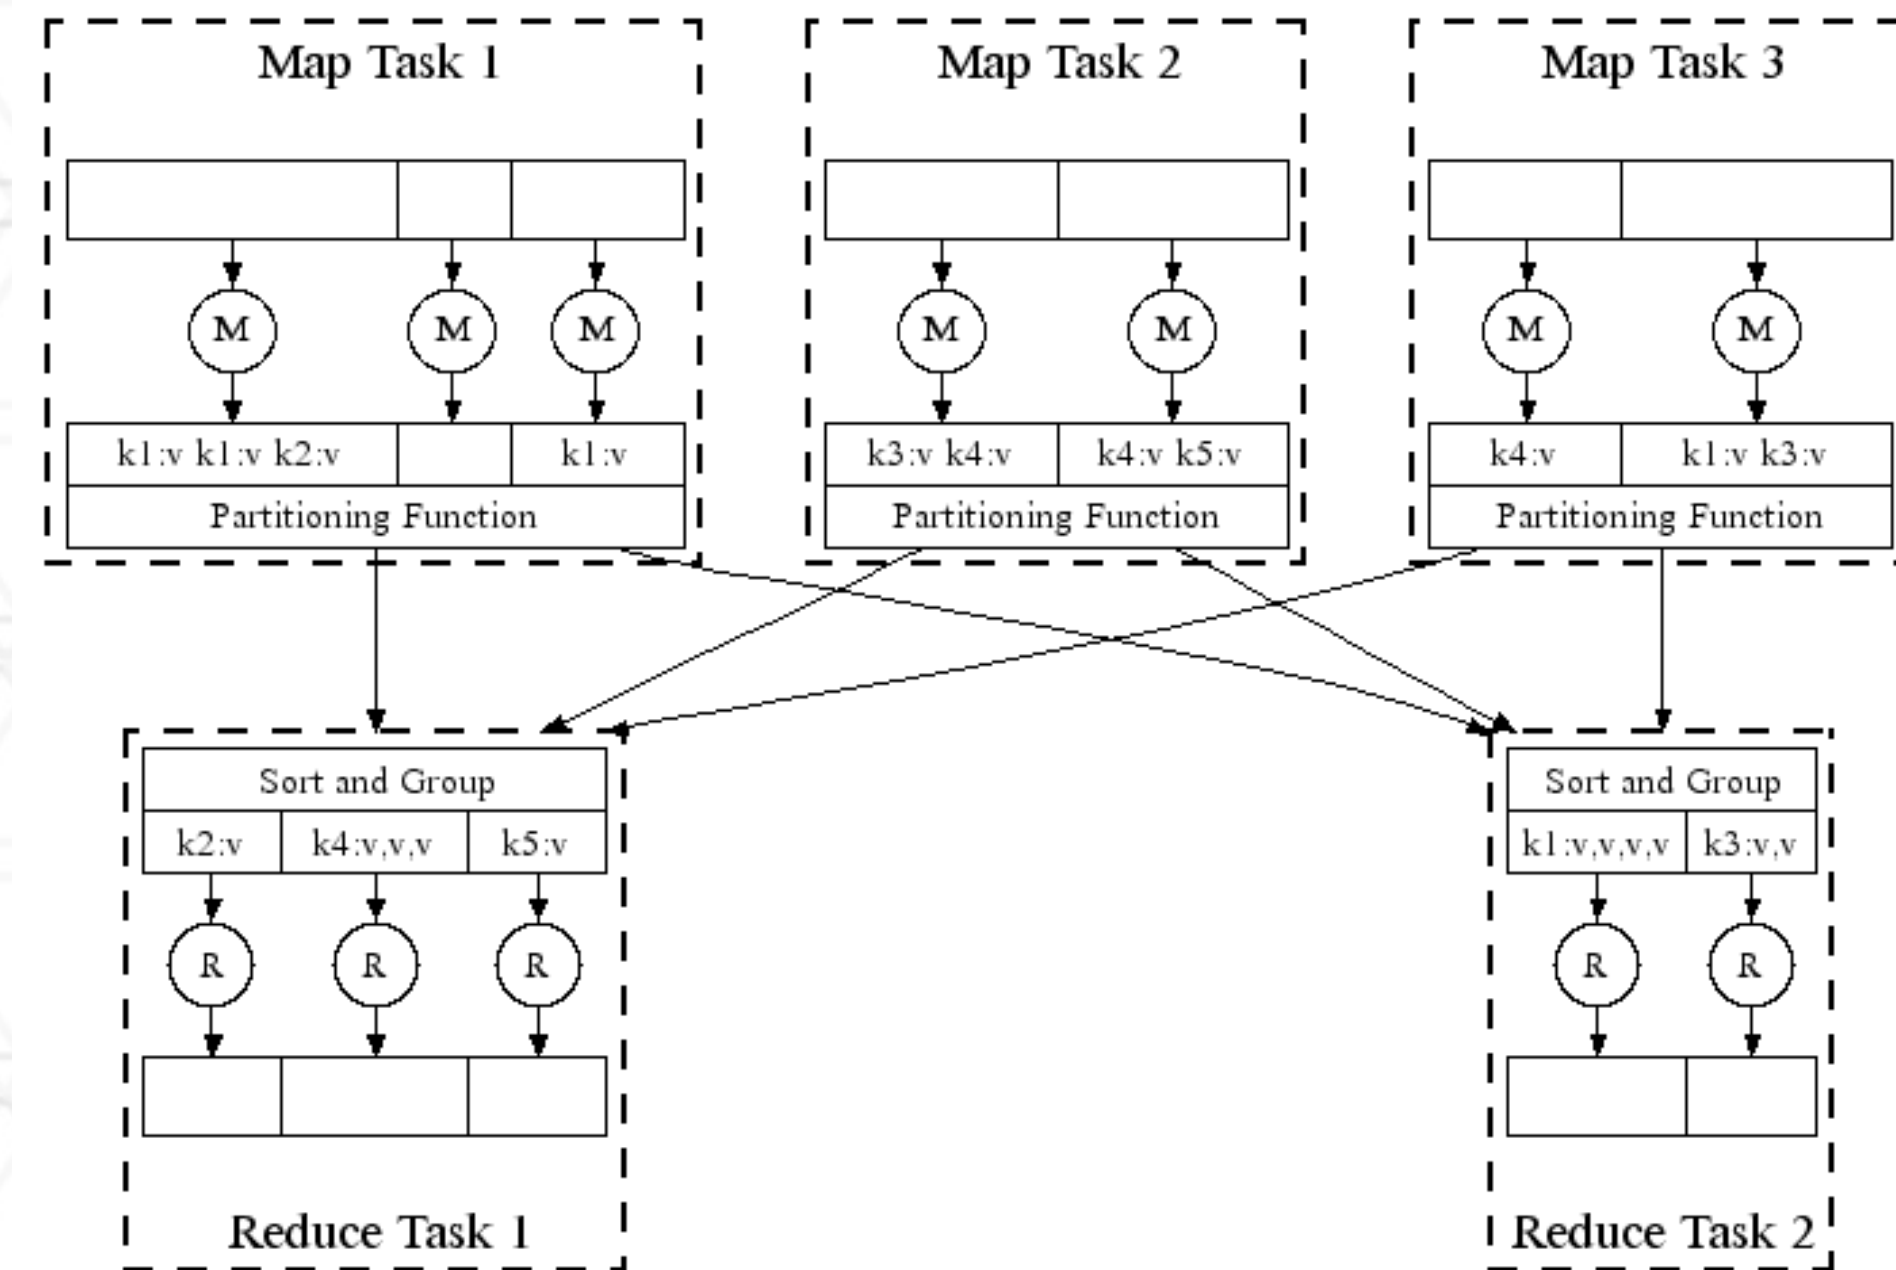 Map Task 1
Map Task 2
Map Task 3
M
M
M
M
M
M
M
k1:v k1:v k2:v
k1:v
k3:v k4:v
k4:v k5:v
k4:v
k1:v k3:v
Partitioning Function
Partitioning Function
Partitioning Function
Sort and Group
Sort and Group
k2:v
k4:v,v,v
k5:v
k1:v,v,v,v
k3:v,v
R
R
R
R
R
Reduce Task 1
Reduce Task 2